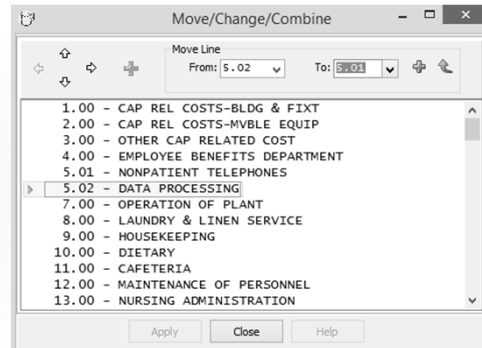 Move/Change/Combine
Move Line
From: 5.02 To: 5.01
1.00 - CAP REL COSTS-BLDG & FIXT
2.00 - CAP REL COSTS-MVBLE EQUIP
3.00 - OTHER CAP RELATED COST
4.00 - EMPLOYEE BENEFITS DEPARTMENT
5.01 - NONPATIENT TELEPHONES
5.02 - DATA PROCESSING
7.00 - OPERATION OF PLANT
8.00 - LAUNDRY & LINEN SERVICE
9.00 - HOUSEKEEPING
10.00 - DIETARY
11.00 - CAFETERIA
12.00 - MAINTENANCE OF PERSONNEL
13.00 - NURSING ADMINISTRATION
Apply Close Help